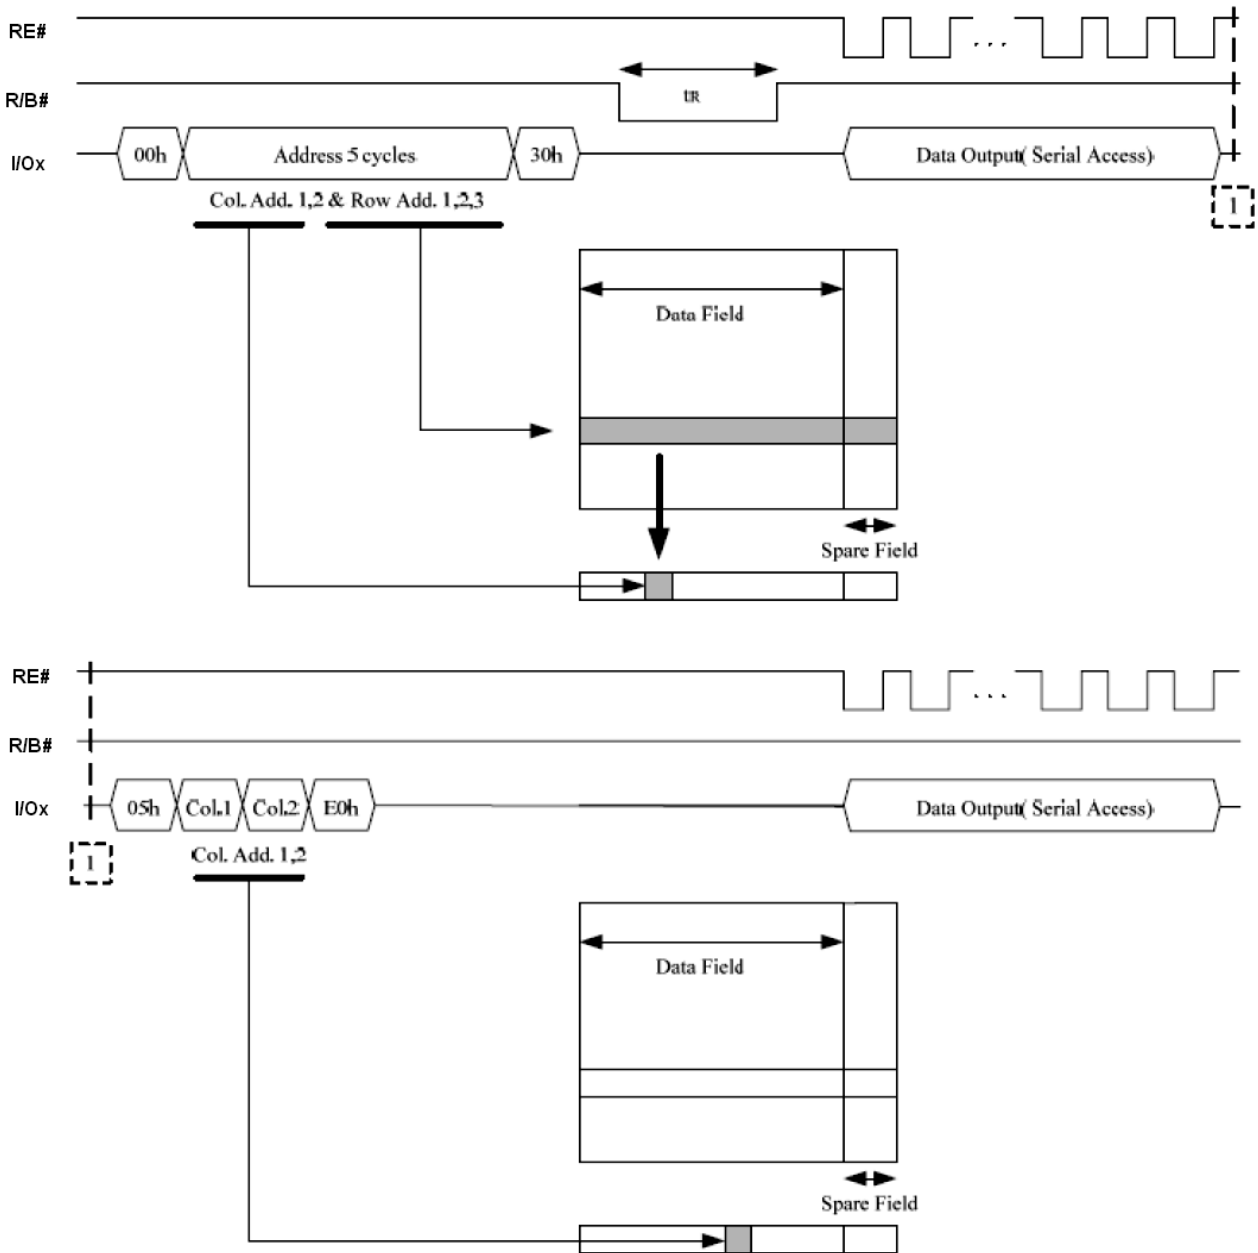 RE#
R/B#
tR
I/Ox
00h Address 5 cycles 30h Data Output( Serial Access)
Col. Add. 1,2 & Row Add. 1,2,3
1
Data Field
Spare Field
RE#
R/B#
I/Ox
05h Col.1 Col.2 E0h Data Output( Serial Access)
1
Col. Add. 1,2
Data Field
Spare Field